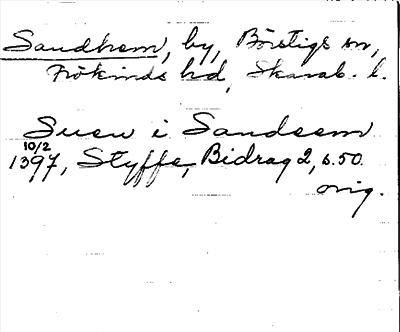 Sandhem, by, Börstigs sn,
Frökinds hd, Skarab. l.
Suen i Sandeem
10/2
1397, Styffe, Bidrag 2, s. 50.
orig.